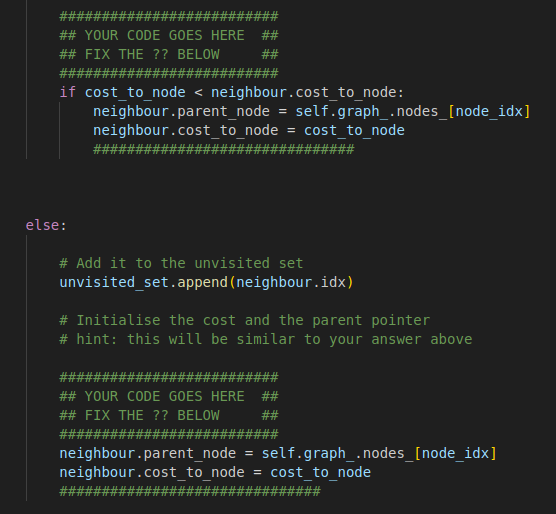 ##########################
## YOUR CODE GOES HERE  ##
## FIX THE ?? BELOW     ##
##########################
if cost_to_node < neighbour.cost_to_node:
neighbour.parent_node = self.graph_.nodes_[node_idx]
neighbour.cost_to_node = cost_to_node
###############################
else:
# Add it to the unvisited set
unvisited_set.append(neighbour.idx)
# Initialise the cost and the parent pointer
# hint: this will be similar to your answer above
##########################
## YOUR CODE GOES HERE  ##
## FIX THE ?? BELOW     ##
##########################
neighbour.parent_node = self.graph_.nodes_[node_idx]
neighbour.cost_to_node = cost_to_node
###############################